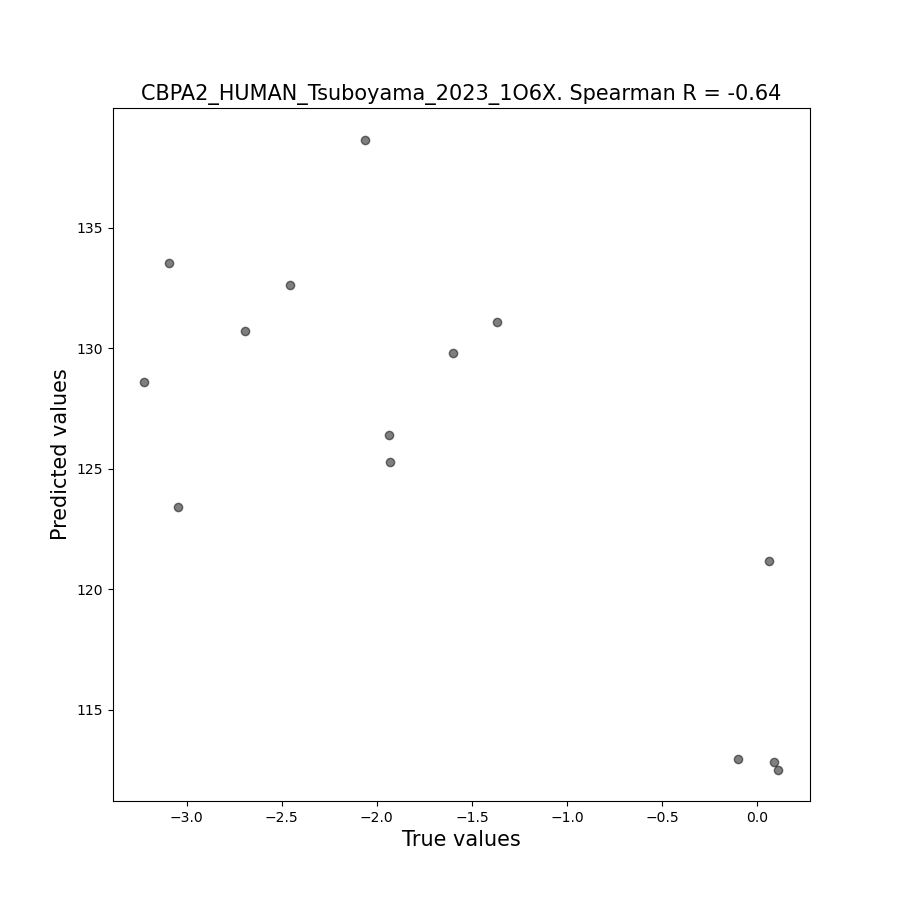 CBPA2_HUMAN_Tsuboyama_2023_1O6X. Spearman R = -0.64
Predicted values
135
130
125
120
115
−3.0 −2.5 −2.0 −1.5 −1.0 −0.5 0.0
True values